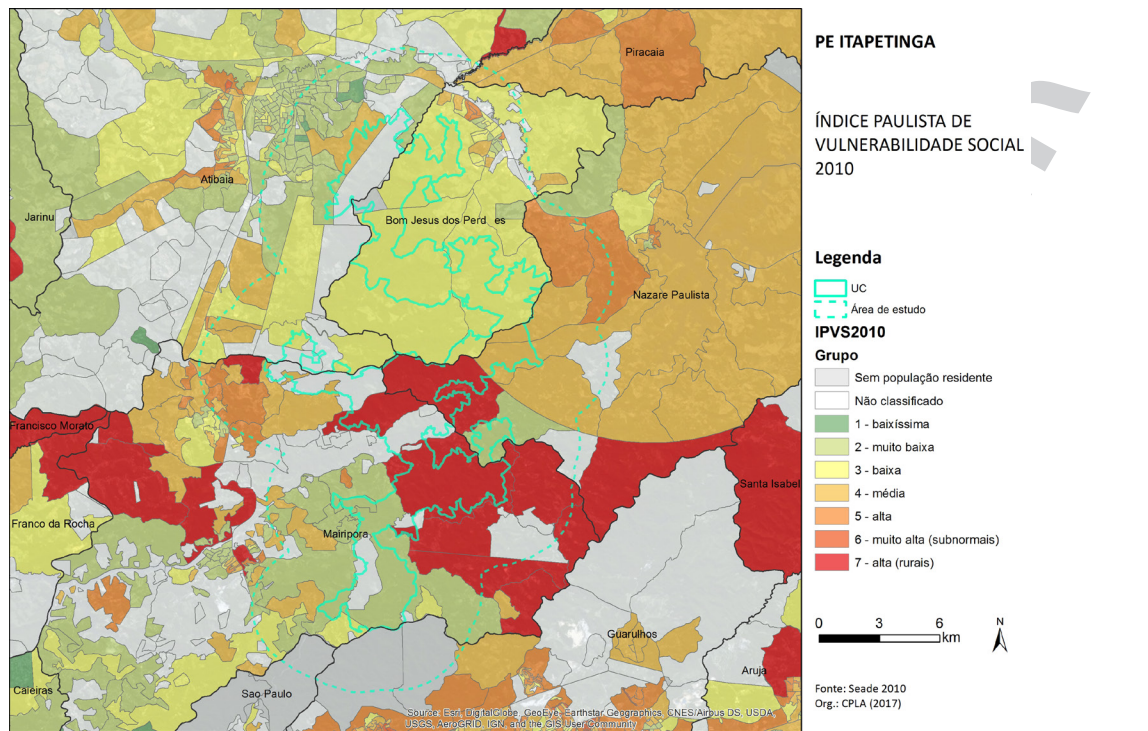 Piracaia
Atibaia
Jarinu
Bom Jesus dos Perd es
Nazare Paulista
Francisco Morato
Santa Isabel
Franco da Rocha
Mairipora
Guarulhos
Aruja
Caieiras
Sao Paulo
Source: Esri, DigitalGlobe, GeoEye, Earthstar Geographics, CNES/Airbus DS, USDA,
USGS, AeroGRID, IGN, and the GIS User Community
PE ITAPETINGA
ÍNDICE PAULISTA DE
VULNERABILIDADE SOCIAL
2010
Legenda
UC
Área de estudo
IPVS2010
Grupo
Sem população residente
Não classificado
1 - baixíssima
2 - muito baixa
3 - baixa
4 - média
5 - alta
6 - muito alta (subnormais)
7 - alta (rurais)
0 3 6
km
N
Fonte: Seade 2010
Org.: CPLA (2017)